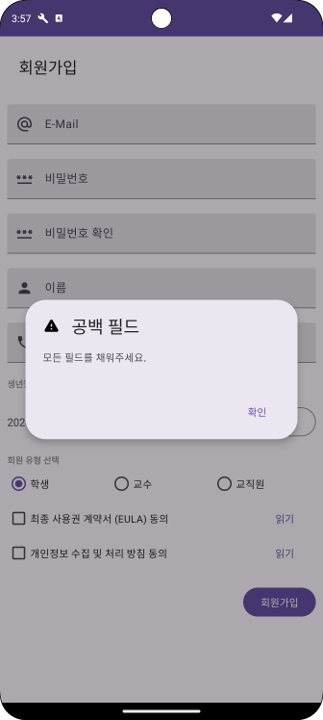 3:57
회원가입
E-Mail
비밀번호
비밀번호 확인
이름
공백 필드
모든 필드를 채워주세요.
확인
회원 유형 선택
학생
교수
교직원
최종 사용권 계약서 (EULA) 동의
읽기
개인정보 수집 및 처리 방침 동의
읽기
회원가입